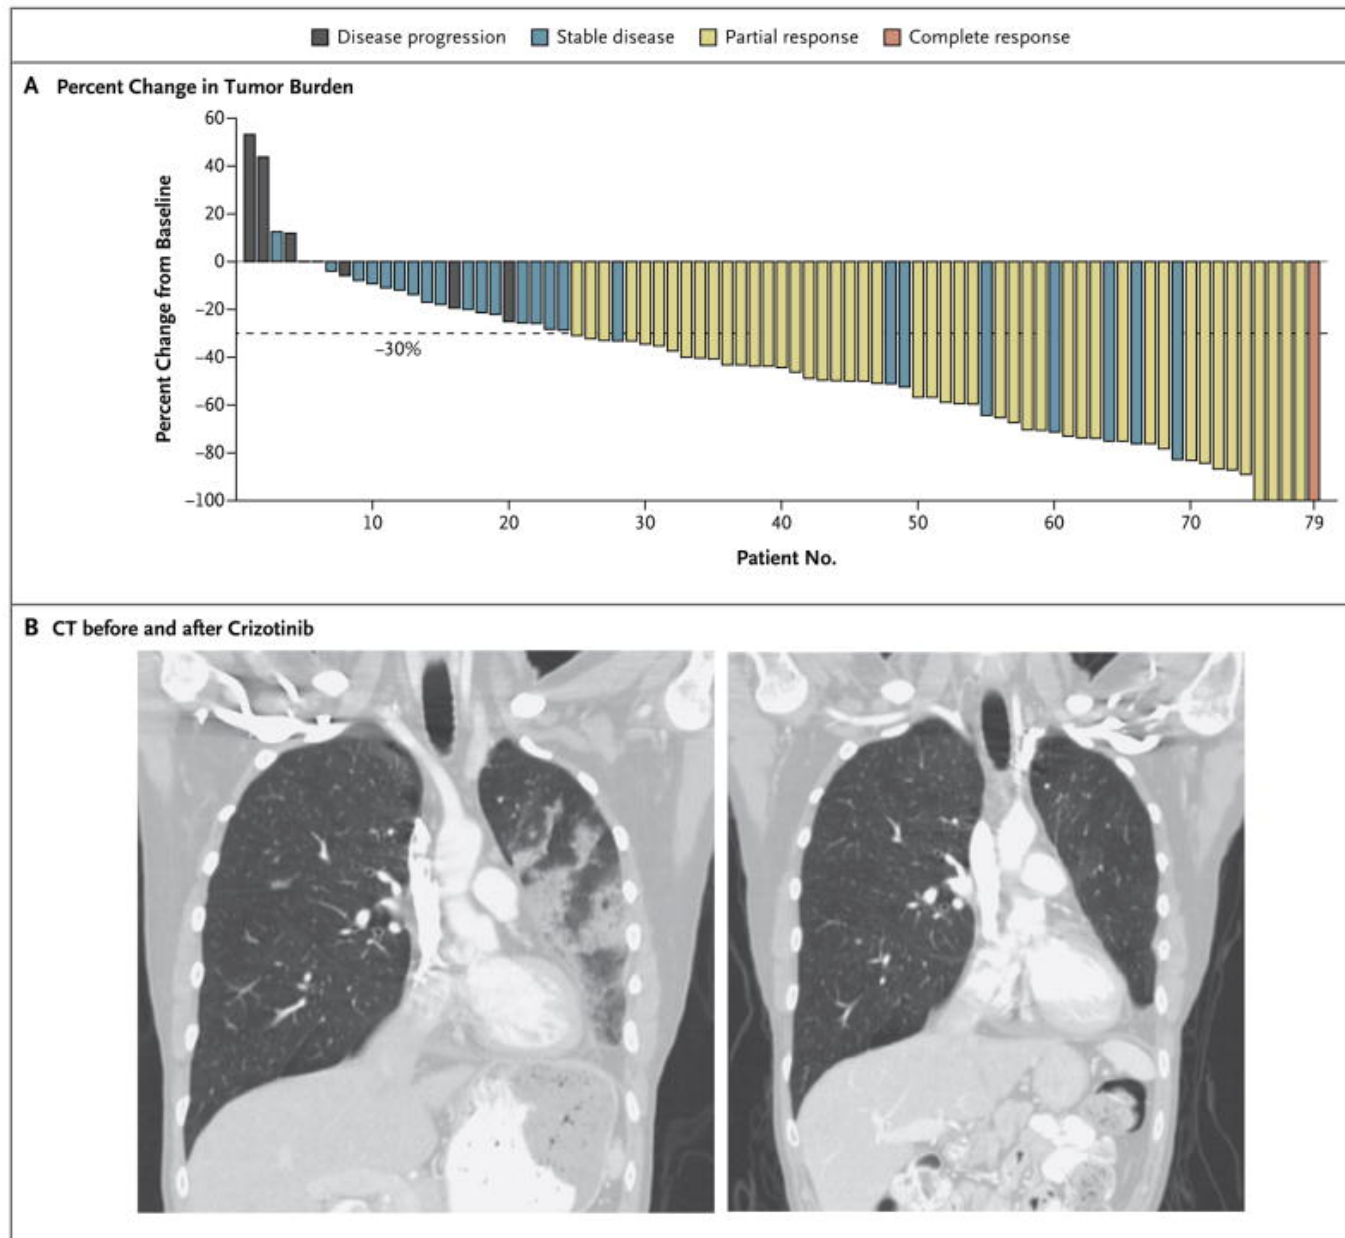 Disease progression Stable disease Partial response Complete response
A Percent Change in Tumor Burden
Percent Change from Baseline
60
40
20
0
–20
–40
–60
–80
–100
–30%
10 20 30 40 50 60 70 79
Patient No.
B CT before and after Crizotinib